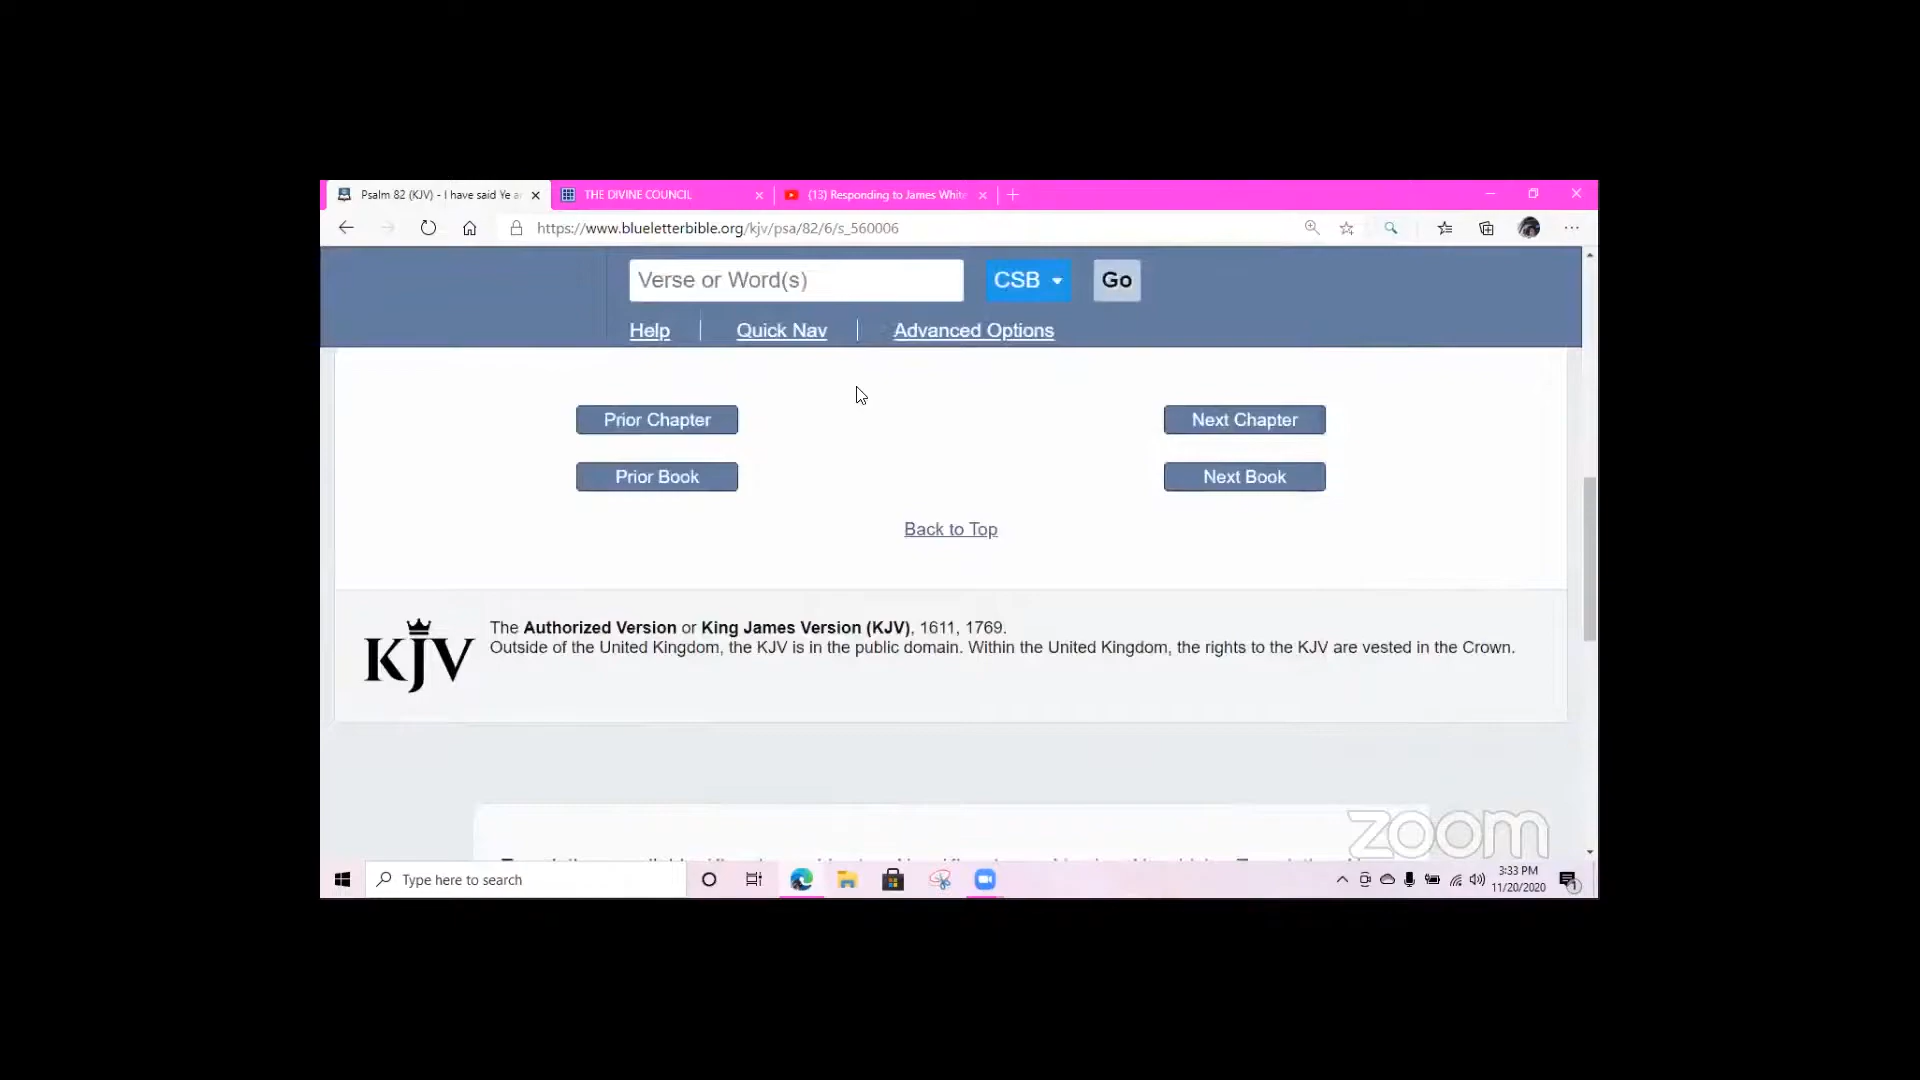 Psalm 82 (KJV) - I have said Ye a
THE DIVINE COUNCIL
(13) Responding to James White
https://www.blueletterbible.org/kjv/psa/82/6/s_560006
Verse or Word(s)
CSB
Go
Help
Quick Nav
Advanced Options
Prior Chapter
Next Chapter
Prior Book
Next Book
Back to Top
KJV
The Authorized Version or King James Version (KJV), 1611, 1769.
Outside of the United Kingdom, the KJV is in the public domain. Within the United Kingdom, the rights to the KJV are vested in the Crown.
zoom
Type here to search
3:33 PM
11/20/2020
1